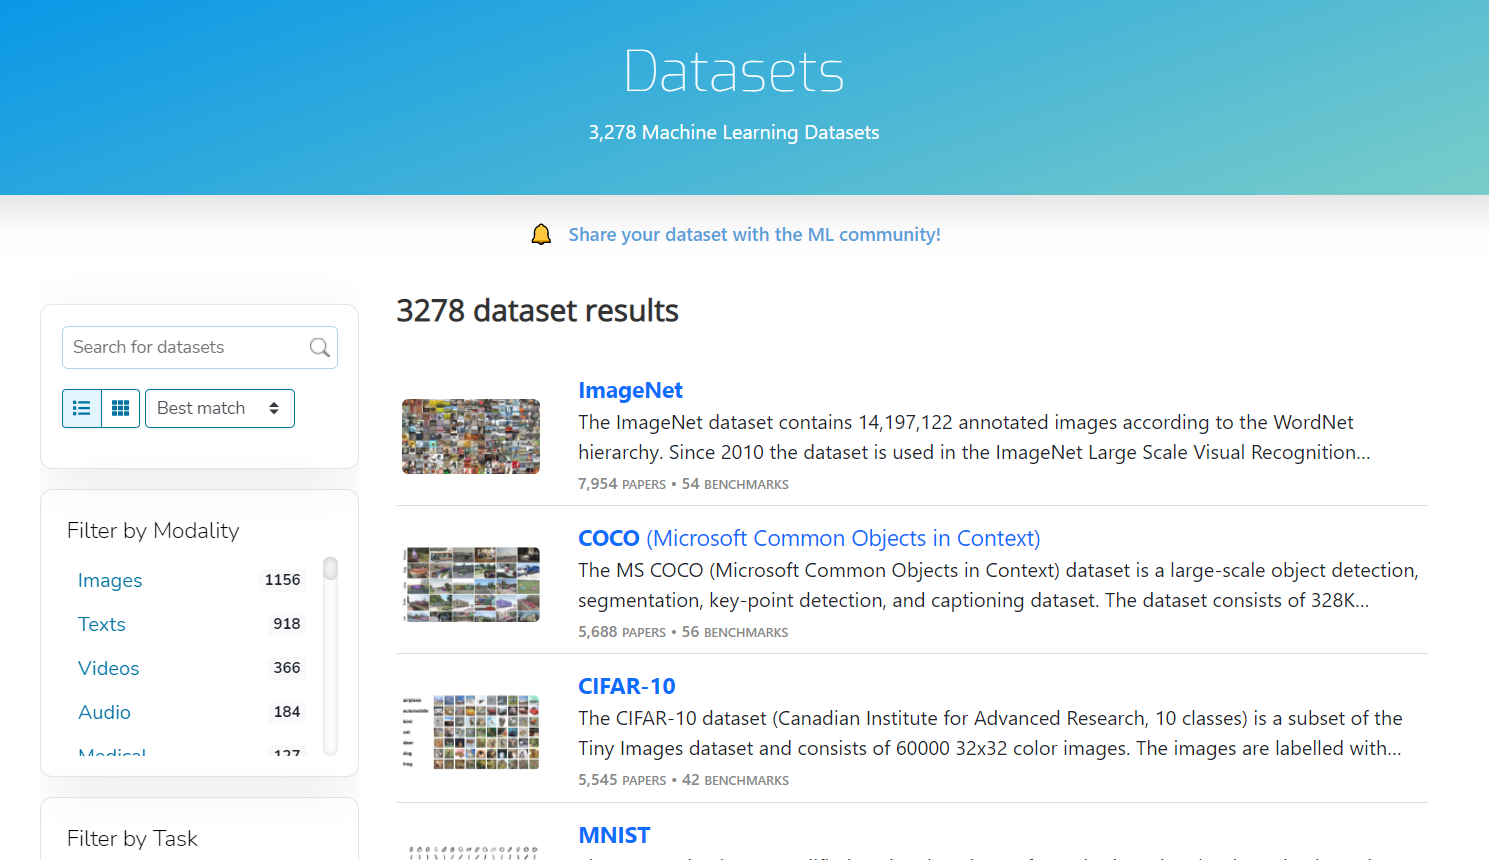 Datasets
3,278 Machine Learning Datasets
Share your dataset with the ML community!
Search for datasets
Best match
Filter by Modality
Images 1156
Texts 918
Videos 366
Audio 184
Medical 127
Filter by Task
3278 dataset results
ImageNet
The ImageNet dataset contains 14,197,122 annotated images according to the WordNet
hierarchy. Since 2010 the dataset is used in the ImageNet Large Scale Visual Recognition...
7,954 PAPERS • 54 BENCHMARKS
COCO (Microsoft Common Objects in Context)
The MS COCO (Microsoft Common Objects in Context) dataset is a large-scale object detection,
segmentation, key-point detection, and captioning dataset. The dataset consists of 328K...
5,688 PAPERS • 56 BENCHMARKS
CIFAR-10
The CIFAR-10 dataset (Canadian Institute for Advanced Research, 10 classes) is a subset of the
Tiny Images dataset and consists of 60000 32x32 color images. The images are labelled with...
5,545 PAPERS • 42 BENCHMARKS
MNIST